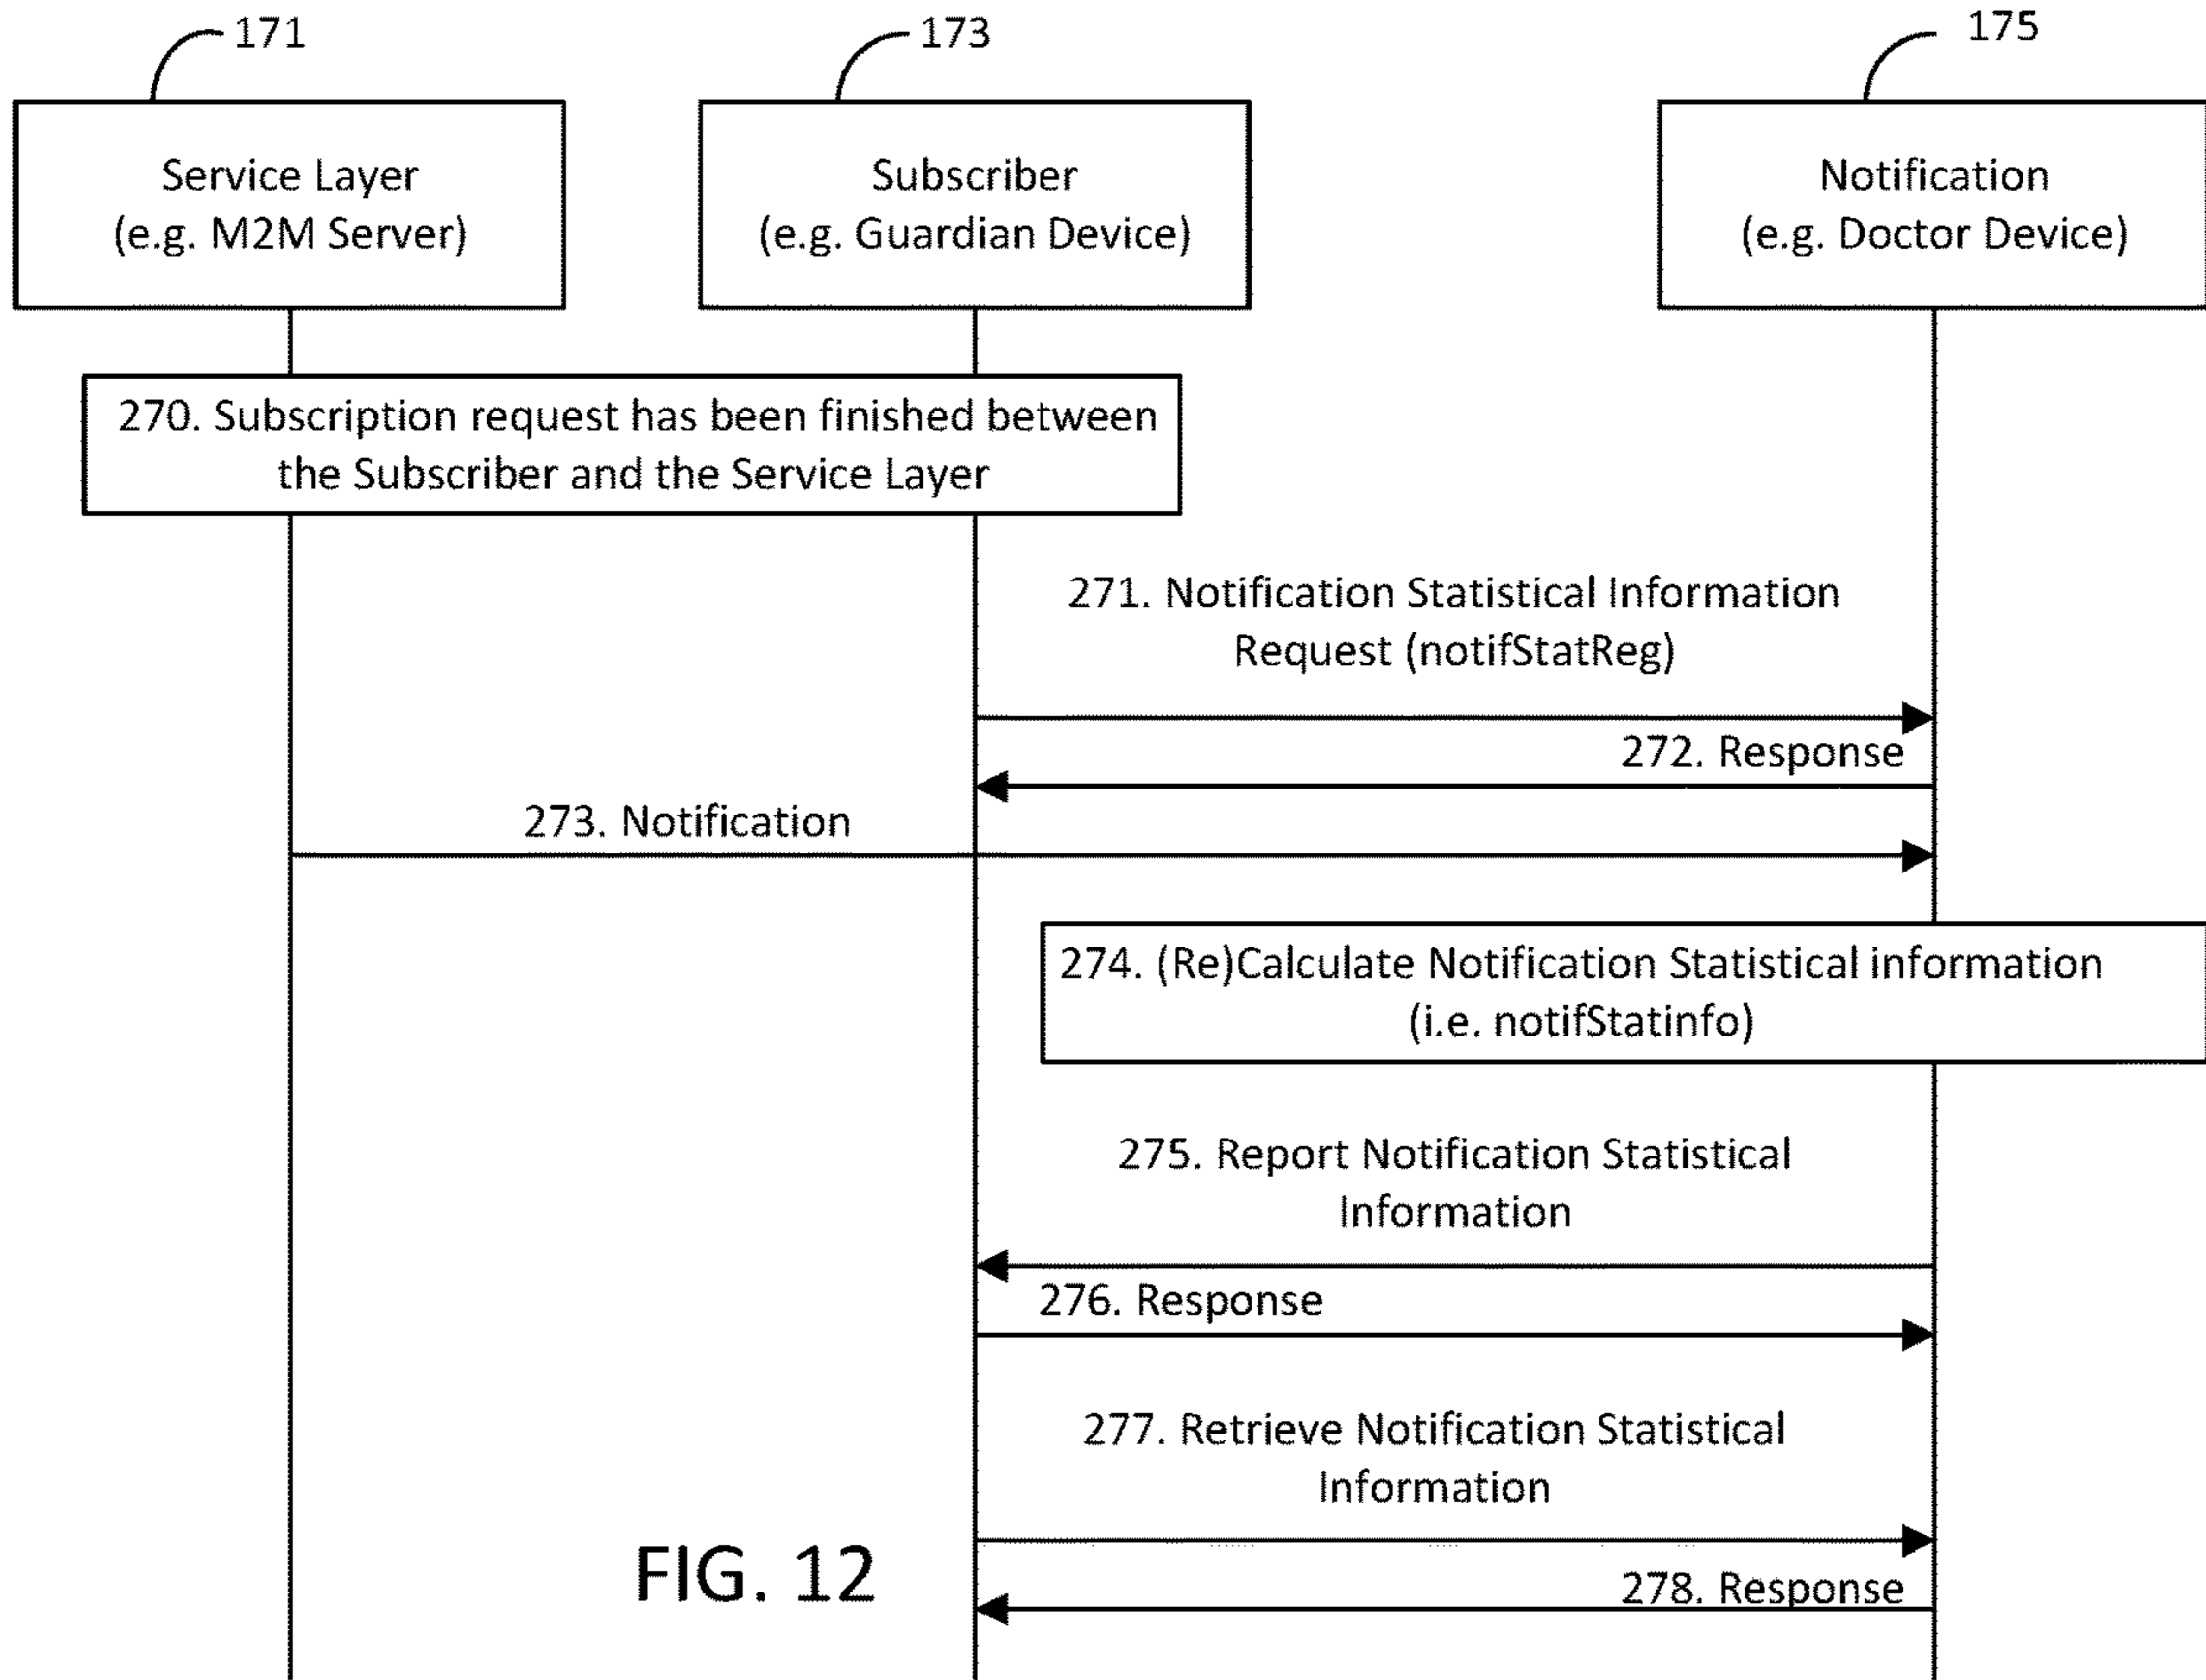 171
173
175
Service Layer
(e.g. M2M Server)
Subscriber
(e.g. Guardian Device)
Notification
(e.g. Doctor Device)
270. Subscription request has been finished between
the Subscriber and the Service Layer
271. Notification Statistical Information
Request (notifStatReg)
272. Response
273. Notification
274. (Re)Calculate Notification Statistical information
(i.e. notifStatinfo)
275. Report Notification Statistical
Information
276. Response
277. Retrieve Notification Statistical
Information
278. Response
FIG. 12